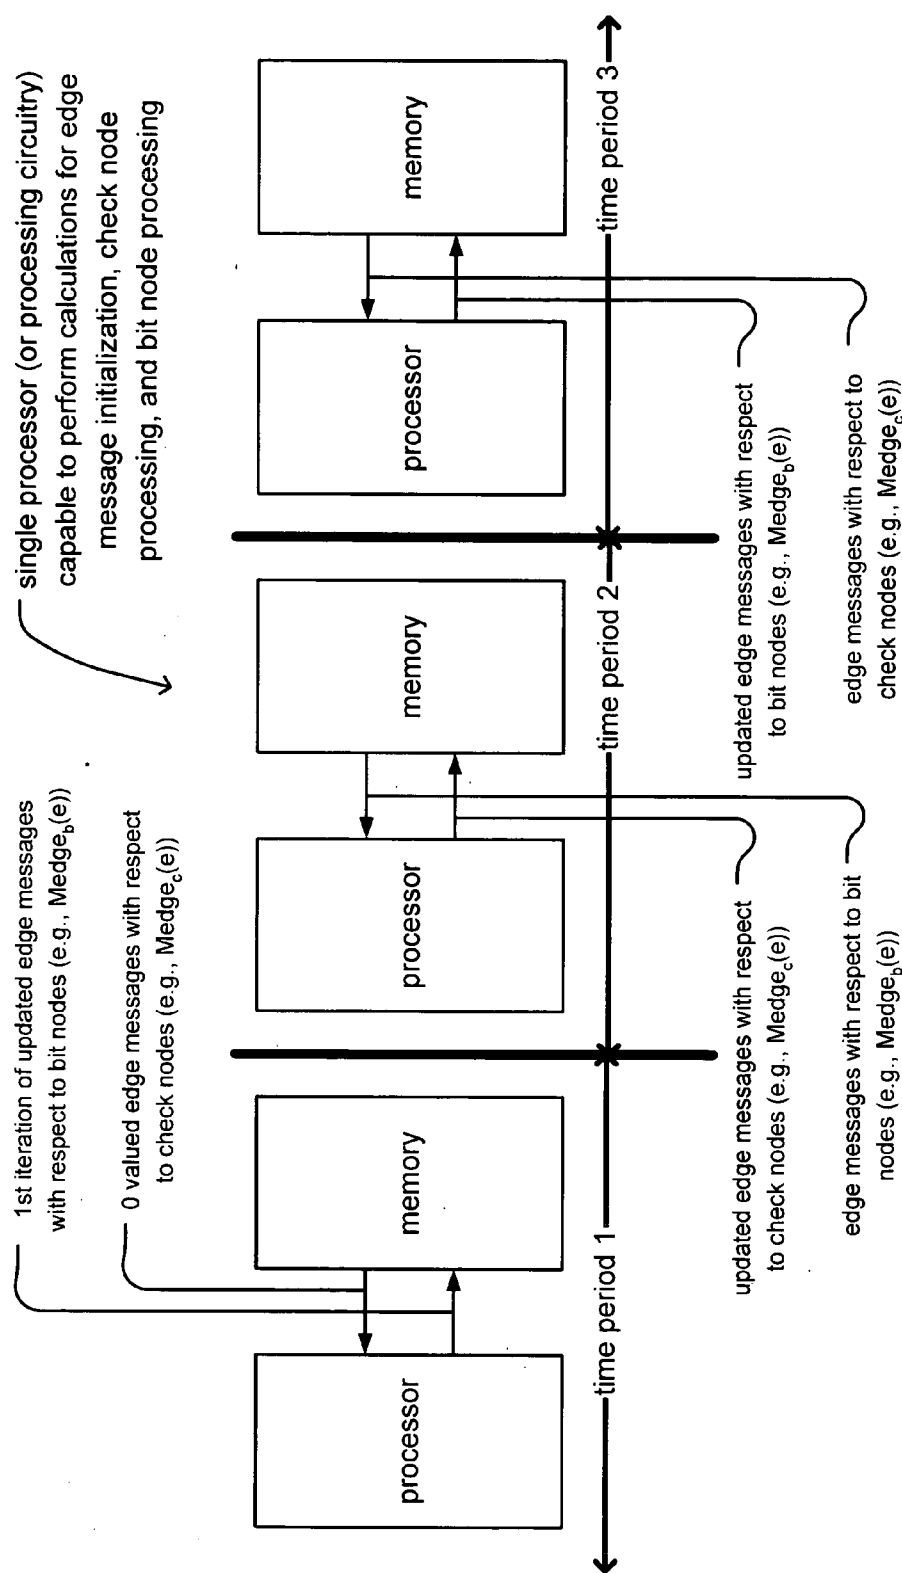 single processor (or processing circuitry)
capable to perform calculations for edge
message initialization, check node
processing, and bit node processing
1st iteration of updated edge messages
with respect to bit nodes (e.g., Medge_b(e))
0 valued edge messages with respect
to check nodes (e.g., Medge_c(e))
processor
memory
processor
memory
processor
memory
time period 1
time period 2
time period 3
updated edge messages with respect
to check nodes (e.g., Medge_c(e))
edge messages with respect to bit
nodes (e.g., Medge_b(e))
updated edge messages with respect
to bit nodes (e.g., Medge_b(e))
edge messages with respect to
check nodes (e.g., Medge_c(e))